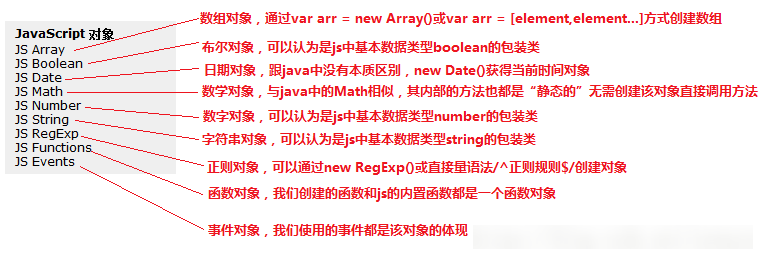 数组对象，通过var arr = new Array()或var arr = [element,element...]方式创建数组
JavaScript 对象
JS Array
布尔对象，可以认为是js中基本数据类型boolean的包装类
JS Boolean
日期对象，跟java中没有本质区别，new Date()获得当前时间对象
JS Date
JS Math
数学对象，与java中的Math相似，其内部的方法也都是“静态的”无需创建该对象直接调用方法
JS Number
数字对象，可以认为是js中基本数据类型number的包装类
JS String
字符串对象，可以认为是js中基本数据类型string的包装类
JS RegExp
正则对象，可以通过new RegExp()或直接量语法/^正则规则$/创建对象
JS Functions
函数对象，我们创建的函数和js的内置函数都是一个函数对象
JS Events
事件对象，我们使用的事件都是该对象的体现